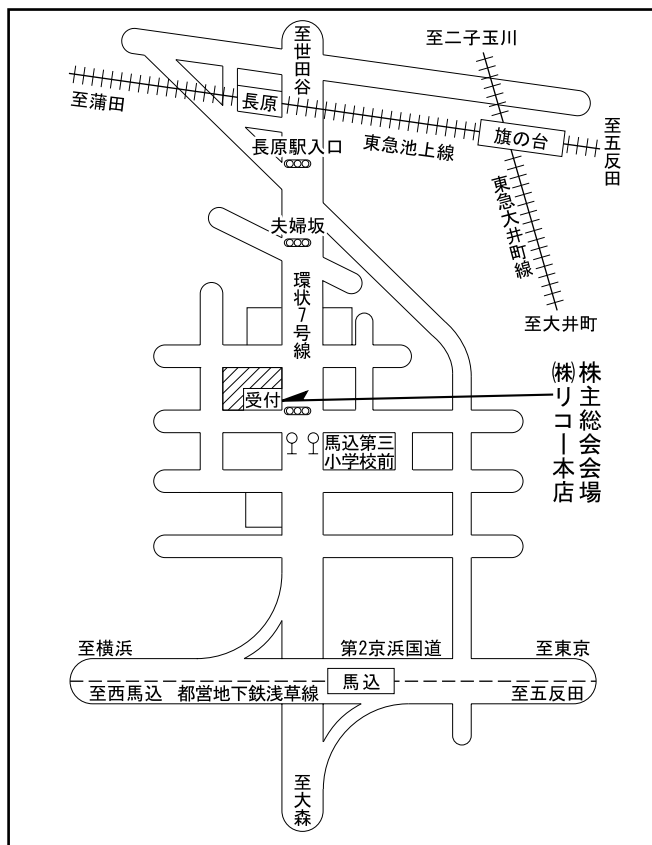 至世田谷
至二子玉川
至蒲田
長原
旗の台
至五反田
東急池上線
長原駅入口
東急大井町線
夫婦坂
環状7号線
至大井町
受付
株主総会会場
㈱リコー本店
馬込第三
小学校前
至横浜
第2京浜国道
至東京
馬込
至西馬込
都営地下鉄浅草線
至五反田
至大森